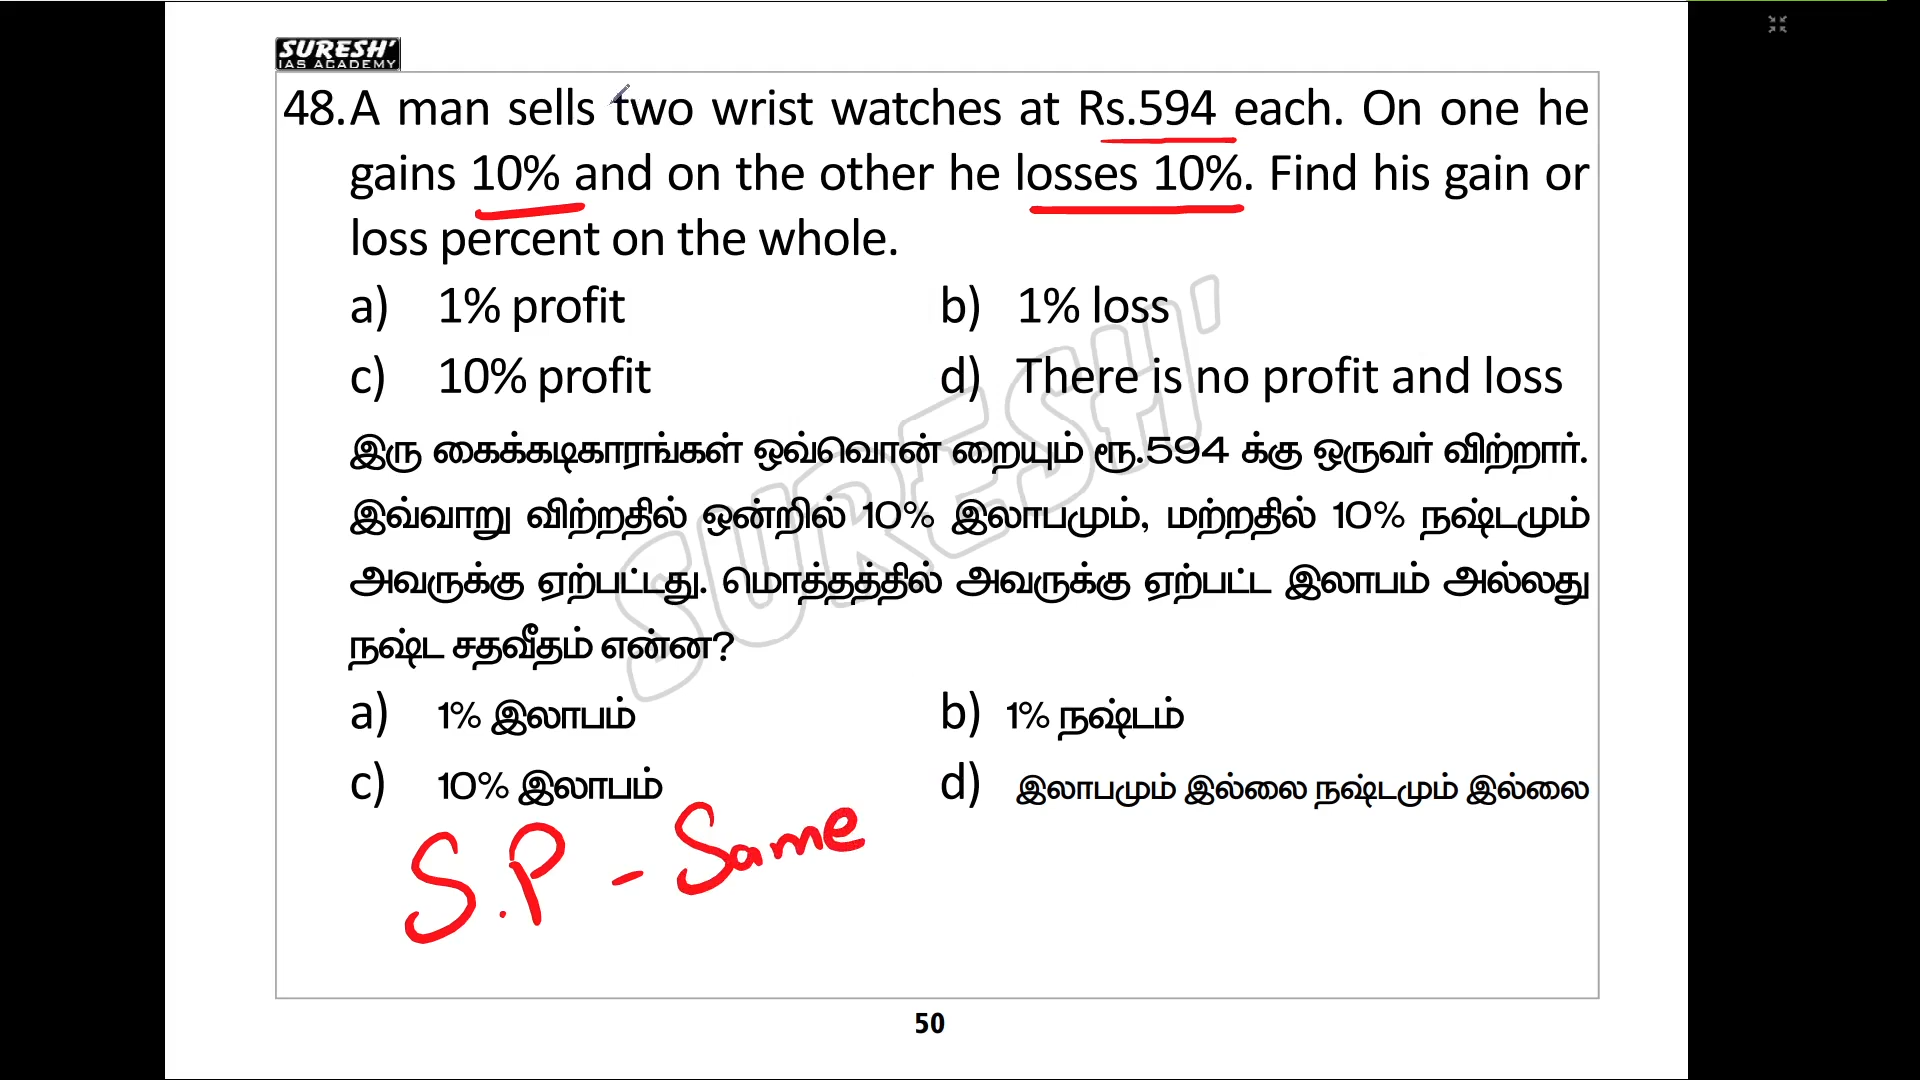 SURESH'
IAS ACADEMY
48. A man sells two wrist watches at Rs.594 each. On one he
gains 10% and on the other he losses 10%. Find his gain or
loss percent on the whole.
a) 1% profit b) 1% loss
c) 10% profit d) There is no profit and loss
இரு கைக்கடிகாரங்கள் ஒவ்வொன் றையும் ரூ.594 க்கு ஒருவர் விற்றார்.
இவ்வாறு விற்றதில் ஒன்றில் 10% இலாபமும், மற்றதில் 10% நஷ்டமும்
அவருக்கு ஏற்பட்டது. மொத்தத்தில் அவருக்கு ஏற்பட்ட இலாபம் அல்லது
நஷ்ட சதவீதம் என்ன?
a) 1% இலாபம் b) 1% நஷ்டம்
c) 10% இலாபம் d) இலாபமும் இல்லை நஷ்டமும் இல்லை
S.P - Same
SURESH'
50